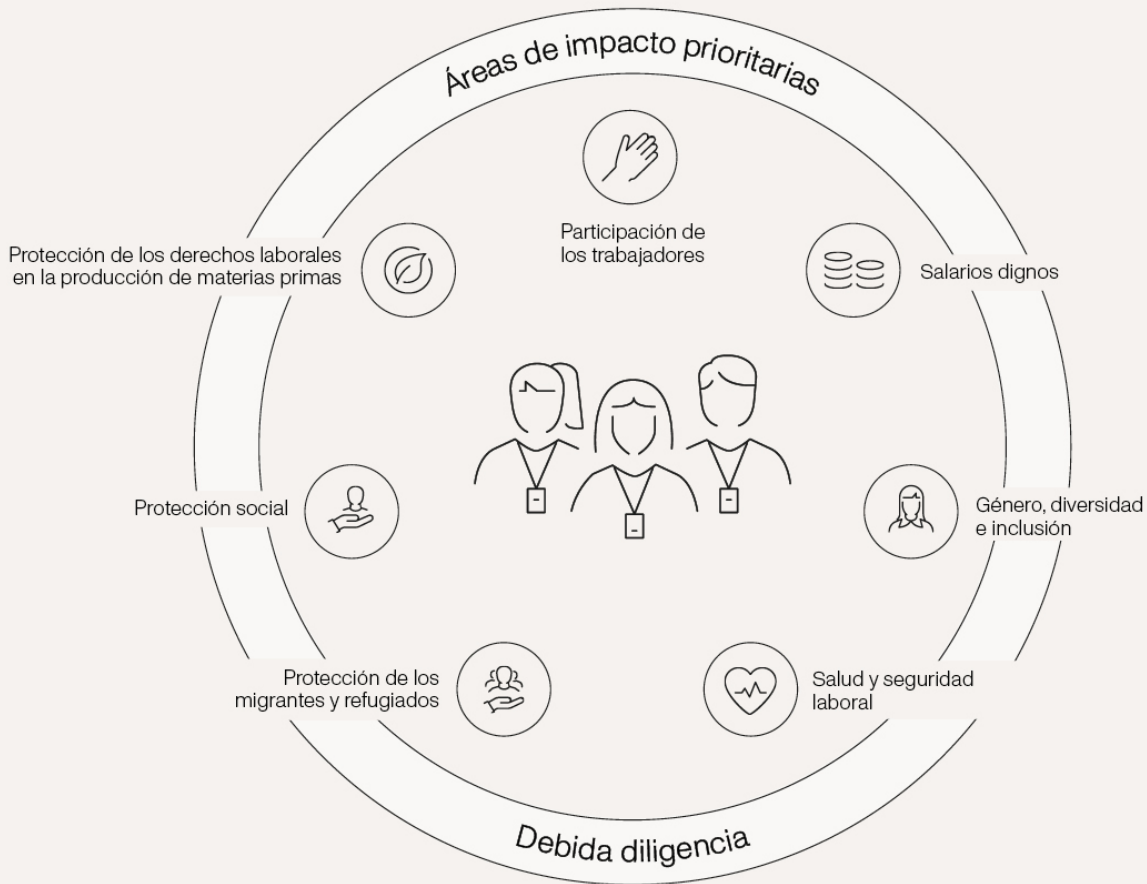 Áreas de impacto prioritarias
Participación de
los trabajadores
Protección de los derechos laborales
en la producción de materias primas
Salarios dignos
Protección social
Género, diversidad
e inclusión
Protección de los
migrantes y refugiados
Salud y seguridad
laboral
Debida diligencia